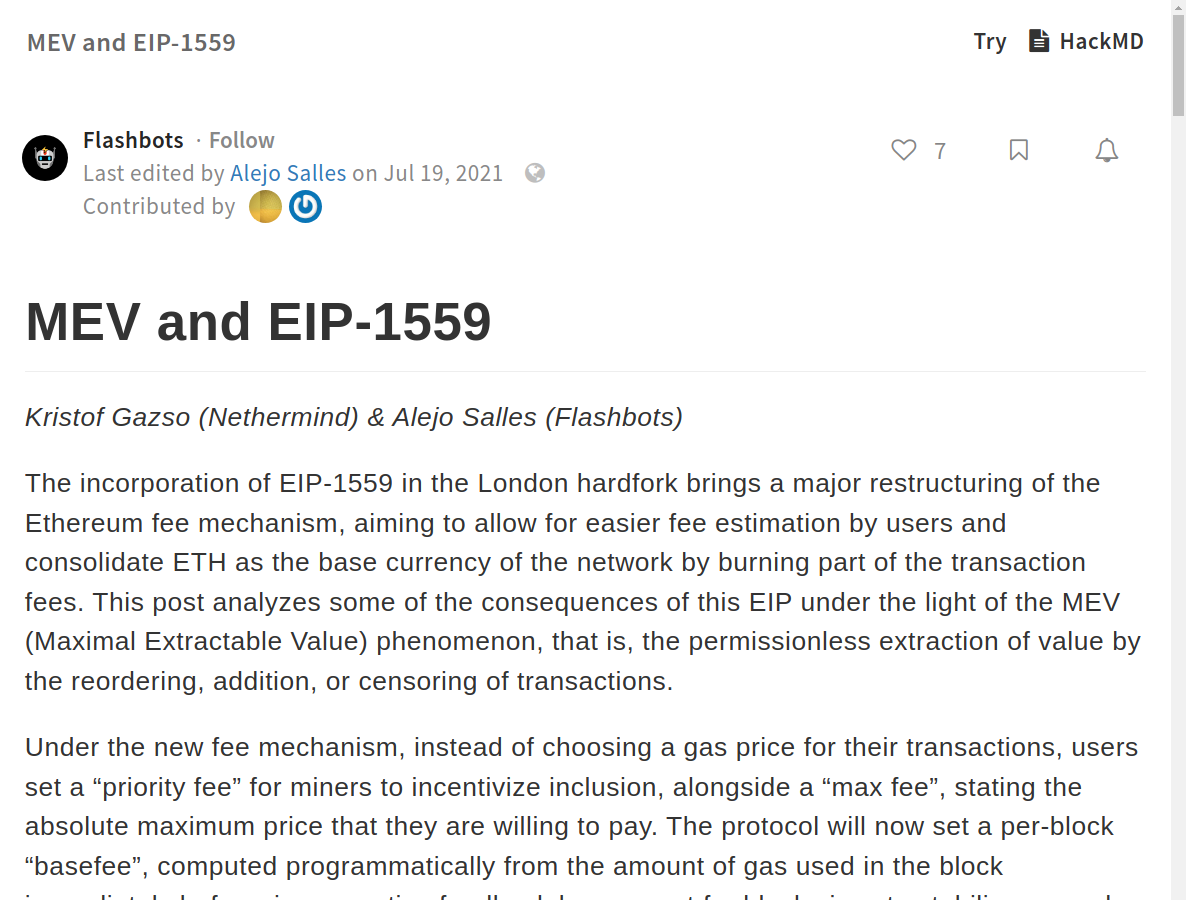 MEV and EIP-1559
Try HackMD
Flashbots · Follow
7
Last edited by Alejo Salles on Jul 19, 2021
Contributed by
MEV and EIP-1559
Kristof Gazso (Nethermind) & Alejo Salles (Flashbots)
The incorporation of EIP-1559 in the London hardfork brings a major restructuring of the
Ethereum fee mechanism, aiming to allow for easier fee estimation by users and
consolidate ETH as the base currency of the network by burning part of the transaction
fees. This post analyzes some of the consequences of this EIP under the light of the MEV
(Maximal Extractable Value) phenomenon, that is, the permissionless extraction of value by
the reordering, addition, or censoring of transactions.
Under the new fee mechanism, instead of choosing a gas price for their transactions, users
set a “priority fee” for miners to incentivize inclusion, alongside a “max fee”, stating the
absolute maximum price that they are willing to pay. The protocol will now set a per-block
“basefee”, computed programmatically from the amount of gas used in the block